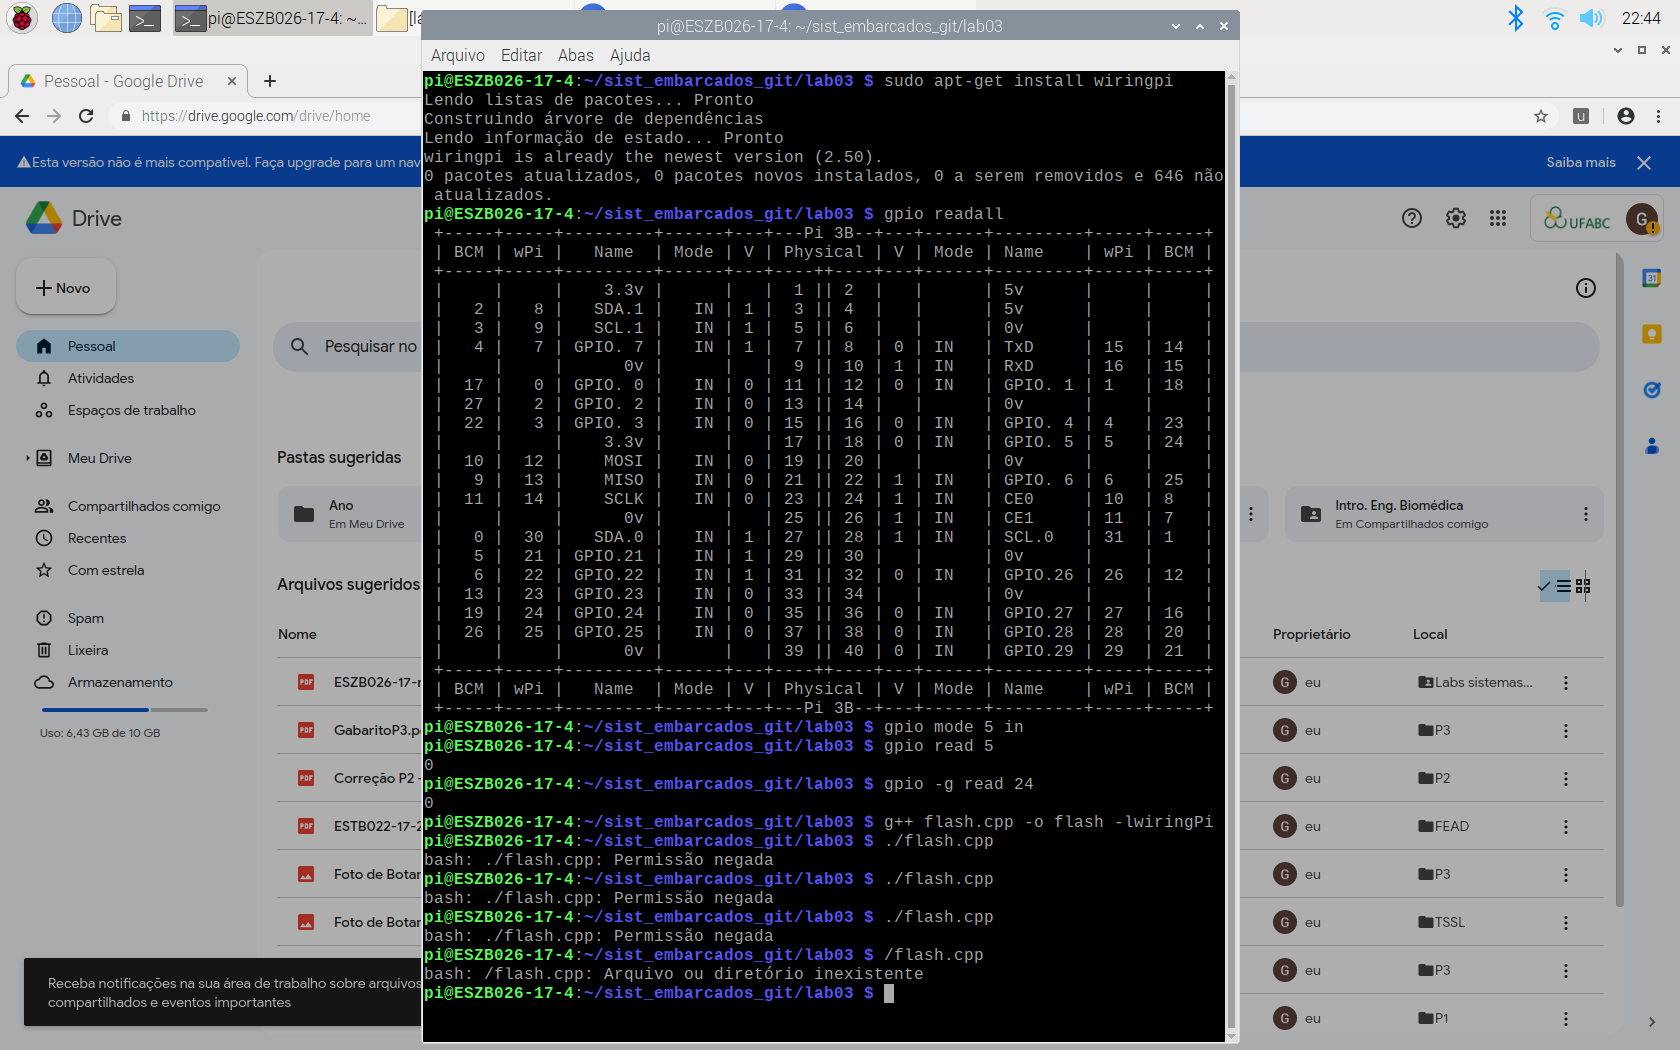 pi@ESZB026-17-4: ~...
[la
22:44
pi@ESZB026-17-4: ~/sist_embarcados_git/lab03
Arquivo Editar Abas Ajuda
Pessoal - Google Drive
https://drive.google.com/drive/home
u
Esta versão não é mais compatível. Faça upgrade para um nav
Saiba mais
Drive
UFABC
G
Novo
Pessoal
Atividades
Espaços de trabalho
Meu Drive
Compartilhados comigo
Recentes
Com estrela
Spam
Lixeira
Armazenamento
Uso: 6,43 GB de 10 GB
Pesquisar no
Pastas sugeridas
Ano
Em Meu Drive
Intro. Eng. Biomédica
Em Compartilhados comigo
Arquivos sugeridos
Nome
Proprietário Local
PDF ESZB026-17-r
G eu Labs sistemas...
PDF GabaritoP3.p
G eu P3
PDF Correção P2 -
G eu P2
PDF ESTB022-17-2
G eu FEAD
Foto de Botar
G eu P3
Foto de Botar
G eu TSSL
G eu P3
G eu P1
31
Receba notificações na sua área de trabalho sobre arquivos
compartilhados e eventos importantes
pi@ESZB026-17-4:~/sist_embarcados_git/lab03 $ sudo apt-get install wiringpi
Lendo listas de pacotes... Pronto
Construindo árvore de dependências
Lendo informação de estado... Pronto
wiringpi is already the newest version (2.50).
0 pacotes atualizados, 0 pacotes novos instalados, 0 a serem removidos e 646 não
 atualizados.
pi@ESZB026-17-4:~/sist_embarcados_git/lab03 $ gpio readall
 +-----+-----+---------+------+---+---Pi 3B--+---+------+---------+-----+-----+
 | BCM | wPi |   Name  | Mode | V | Physical | V | Mode | Name    | wPi | BCM |
 +-----+-----+---------+------+---+----++----+---+------+---------+-----+-----+
 |     |     |    3.3v |      |   |  1 || 2  |   |      | 5v      |     |     |
 |   2 |   8 |   SDA.1 |   IN | 1 |  3 || 4  |   |      | 5v      |     |     |
 |   3 |   9 |   SCL.1 |   IN | 1 |  5 || 6  |   |      | 0v      |     |     |
 |   4 |   7 | GPIO. 7 |   IN | 1 |  7 || 8  | 0 | IN   | TxD     | 15  | 14  |
 |     |     |      0v |      |   |  9 || 10 | 1 | IN   | RxD     | 16  | 15  |
 |  17 |   0 | GPIO. 0 |   IN | 0 | 11 || 12 | 0 | IN   | GPIO. 1 | 1   | 18  |
 |  27 |   2 | GPIO. 2 |   IN | 0 | 13 || 14 |   |      | 0v      |     |     |
 |  22 |   3 | GPIO. 3 |   IN | 0 | 15 || 16 | 0 | IN   | GPIO. 4 | 4   | 23  |
 |     |     |    3.3v |      |   | 17 || 18 | 0 | IN   | GPIO. 5 | 5   | 24  |
 |  10 |  12 |    MOSI |   IN | 0 | 19 || 20 |   |      | 0v      |     |     |
 |   9 |  13 |    MISO |   IN | 0 | 21 || 22 | 1 | IN   | GPIO. 6 | 6   | 25  |
 |  11 |  14 |    SCLK |   IN | 0 | 23 || 24 | 1 | IN   | CE0     | 10  | 8   |
 |     |     |      0v |      |   | 25 || 26 | 1 | IN   | CE1     | 11  | 7   |
 |   0 |  30 |   SDA.0 |   IN | 1 | 27 || 28 | 1 | IN   | SCL.0   | 31  | 1   |
 |   5 |  21 | GPIO.21 |   IN | 1 | 29 || 30 |   |      | 0v      |     |     |
 |   6 |  22 | GPIO.22 |   IN | 1 | 31 || 32 | 0 | IN   | GPIO.26 | 26  | 12  |
 |  13 |  23 | GPIO.23 |   IN | 0 | 33 || 34 |   |      | 0v      |     |     |
 |  19 |  24 | GPIO.24 |   IN | 0 | 35 || 36 | 0 | IN   | GPIO.27 | 27  | 16  |
 |  26 |  25 | GPIO.25 |   IN | 0 | 37 || 38 | 0 | IN   | GPIO.28 | 28  | 20  |
 |     |     |      0v |      |   | 39 || 40 | 0 | IN   | GPIO.29 | 29  | 21  |
 +-----+-----+---------+------+---+----++----+---+------+---------+-----+-----+
 | BCM | wPi |   Name  | Mode | V | Physical | V | Mode | Name    | wPi | BCM |
 +-----+-----+---------+------+---+---Pi 3B--+---+------+---------+-----+-----+
pi@ESZB026-17-4:~/sist_embarcados_git/lab03 $ gpio mode 5 in
pi@ESZB026-17-4:~/sist_embarcados_git/lab03 $ gpio read 5
0
pi@ESZB026-17-4:~/sist_embarcados_git/lab03 $ gpio -g read 24
0
pi@ESZB026-17-4:~/sist_embarcados_git/lab03 $ g++ flash.cpp -o flash -lwiringPi
pi@ESZB026-17-4:~/sist_embarcados_git/lab03 $ ./flash.cpp
bash: ./flash.cpp: Permissão negada
pi@ESZB026-17-4:~/sist_embarcados_git/lab03 $ ./flash.cpp
bash: ./flash.cpp: Permissão negada
pi@ESZB026-17-4:~/sist_embarcados_git/lab03 $ ./flash.cpp
bash: ./flash.cpp: Permissão negada
pi@ESZB026-17-4:~/sist_embarcados_git/lab03 $ /flash.cpp
bash: /flash.cpp: Arquivo ou diretório inexistente
pi@ESZB026-17-4:~/sist_embarcados_git/lab03 $